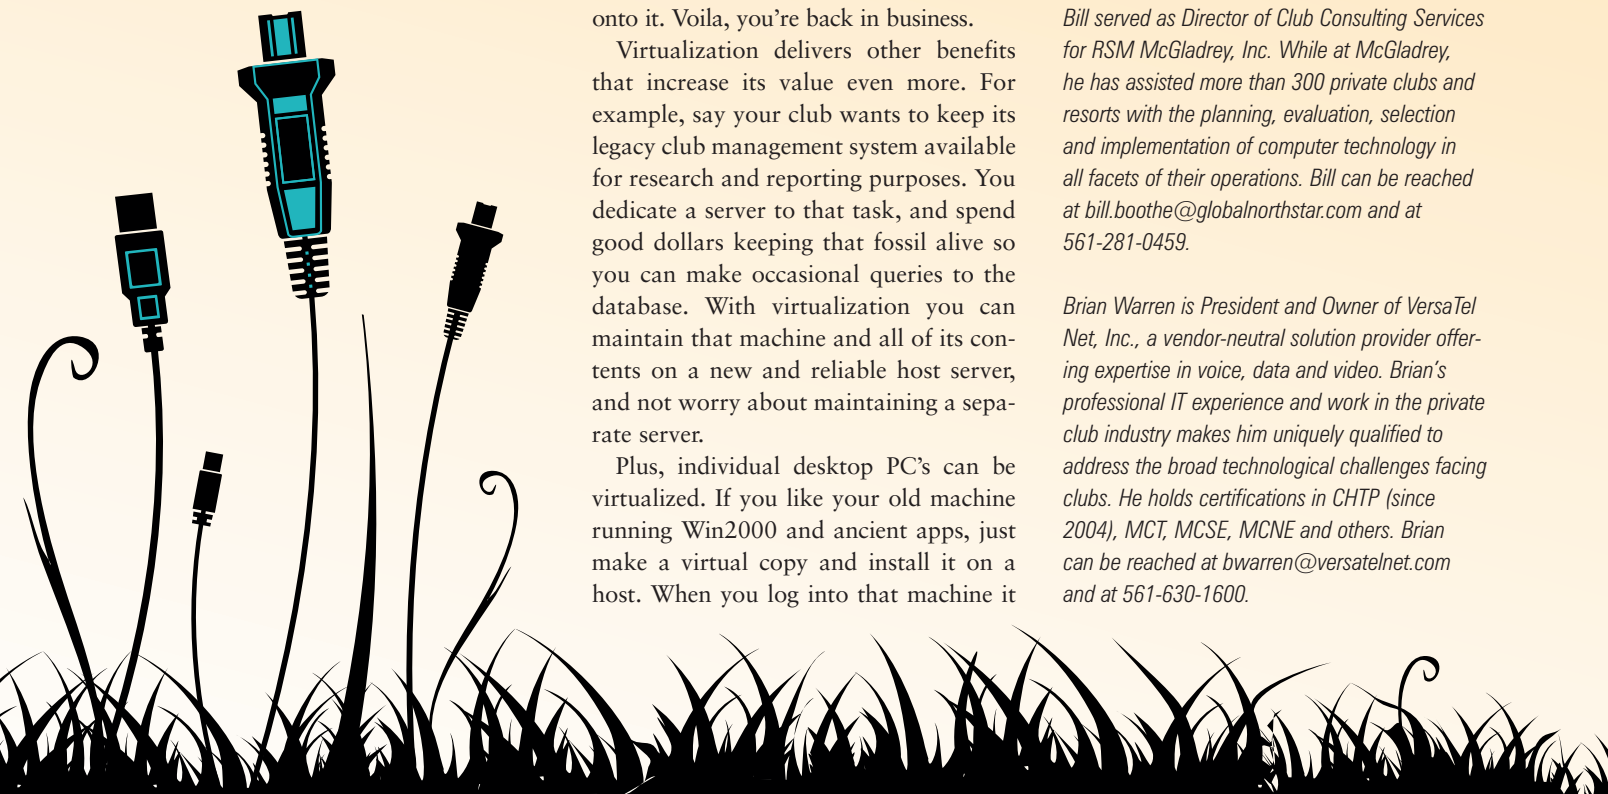 onto it. Voila, you’re back in business.
Virtualization delivers other benefits
that increase its value even more. For
example, say your club wants to keep its
legacy club management system available
for research and reporting purposes. You
dedicate a server to that task, and spend
good dollars keeping that fossil alive so
you can make occasional queries to the
database. With virtualization you can
maintain that machine and all of its con-
tents on a new and reliable host server,
and not worry about maintaining a sepa-
rate server.
Plus, individual desktop PC’s can be
virtualized. If you like your old machine
running Win2000 and ancient apps, just
make a virtual copy and install it on a
host. When you log into that machine it
Bill served as Director of Club Consulting Services
for RSM McGladrey, Inc. While at McGladrey,
he has assisted more than 300 private clubs and
resorts with the planning, evaluation, selection
and implementation of computer technology in
all facets of their operations. Bill can be reached
at bill.boothe@globalnorthstar.com and at
561-281-0459.
Brian Warren is President and Owner of VersaTel
Net, Inc., a vendor-neutral solution provider offer-
ing expertise in voice, data and video. Brian’s
professional IT experience and work in the private
club industry makes him uniquely qualified to
address the broad technological challenges facing
clubs. He holds certifications in CHTP (since
2004), MCT, MCSE, MCNE and others. Brian
can be reached at bwarren@versatelnet.com
and at 561-630-1600.